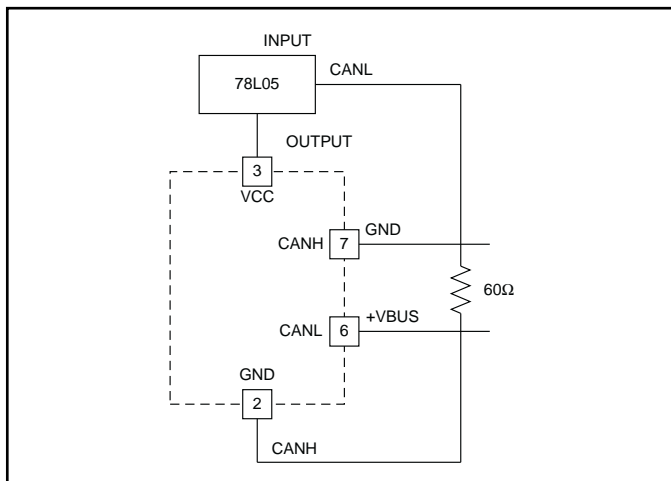 INPUT
78L05
CANL
OUTPUT
3
VCC
CANH
7
GND
60Ω
CANL
6
+VBUS
GND
2
CANH